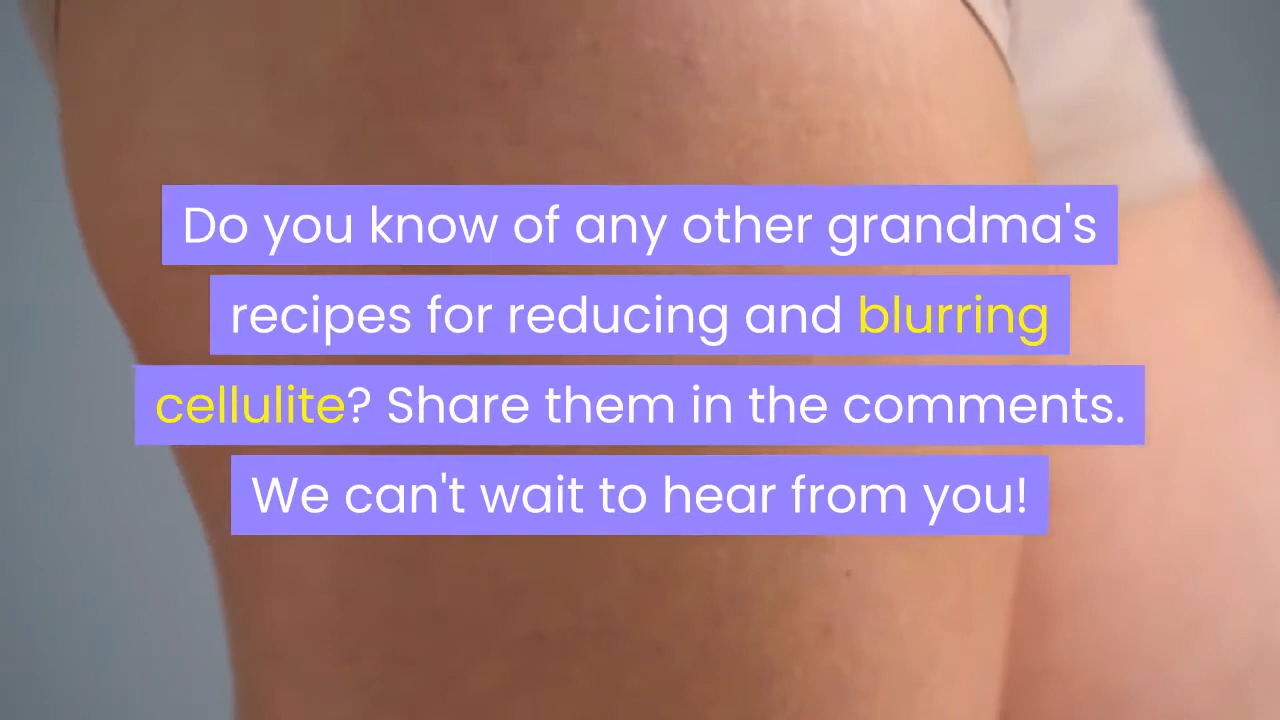 Do you know of any other grandma's
recipes for reducing and blurring
cellulite? Share them in the comments.
We can't wait to hear from you!